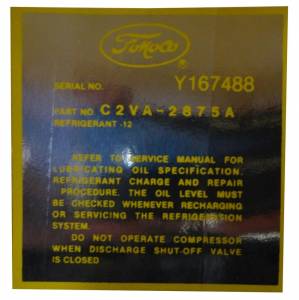 Tokoco
SERIAL NO. Y167488
PART NO. C2VA-2875A
REFRIGERANT -12
REFER TO SERVICE MANUAL FOR
LUBRICATING OIL SPECIFICATION.
REFRIGERANT CHARGE AND REPAIR
PROCEDURE. THE OIL LEVEL MUST
BE CHECKED WHENEVER RECHARGING
OR SERVICING THE REFRIGERATION
SYSTEM.
DO NOT OPERATE COMPRESSOR
WHEN DISCHARGE SHUT-OFF VALVE
IS CLOSED